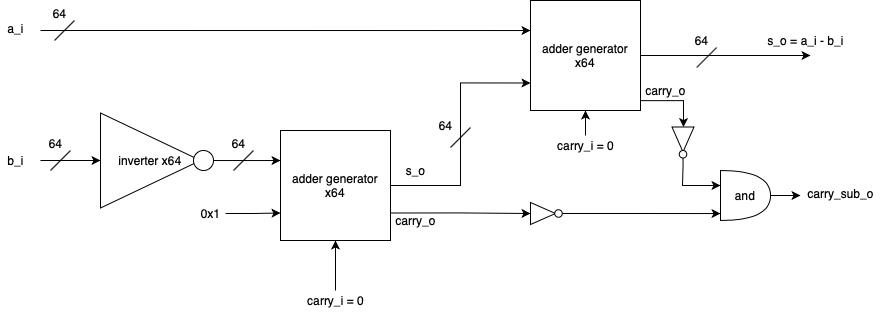 64
a_i
adder generator
x64
64
s_o = a_i - b_i
carry_o
carry_i = 0
64
b_i
64
inverter x64
64
adder generator
x64
s_o
64
0x1
carry_o
carry_i = 0
and
carry_sub_o